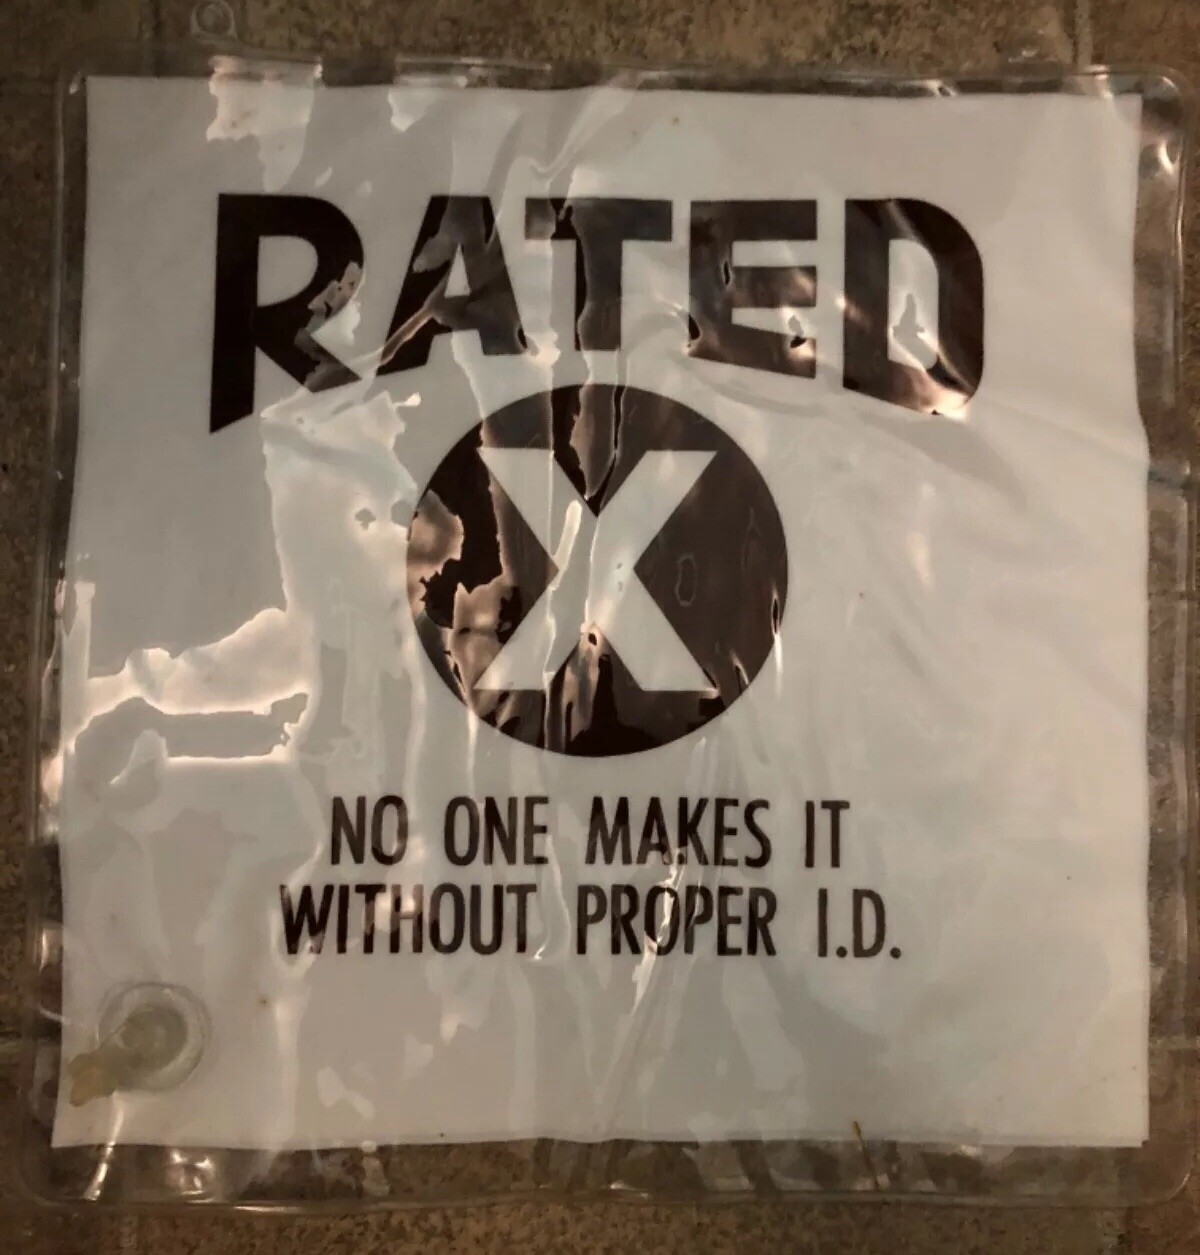 RATED
X
NO ONE MAKES IT
WITHOUT PROPER I.D.